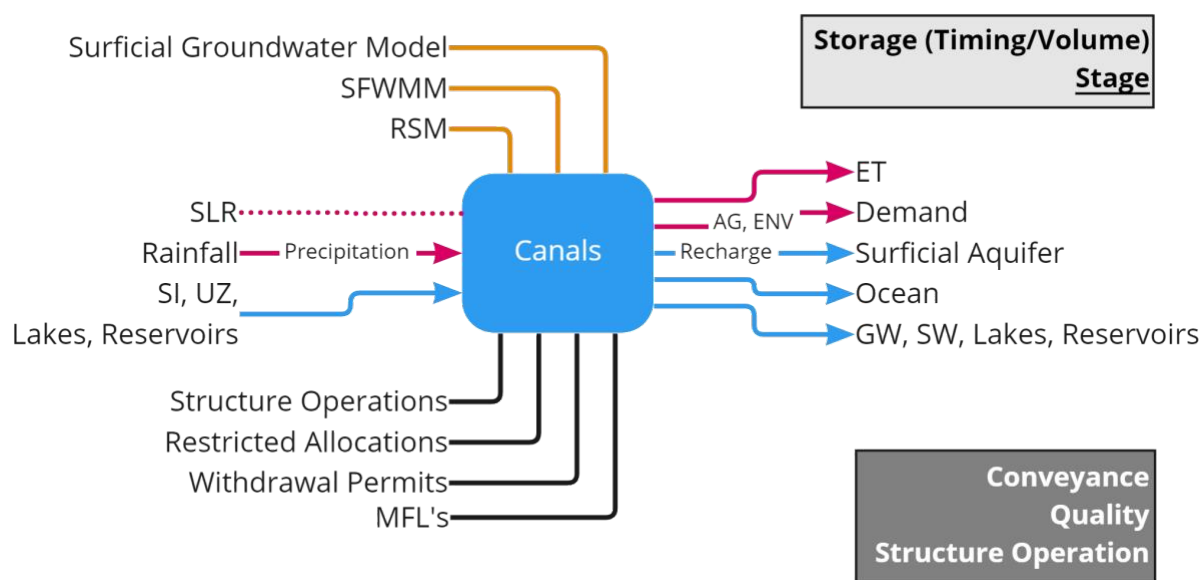 Surficial Groundwater Model
SFWMM
RSM
Storage (Timing/Volume)
Stage
SLR
Rainfall
Precipitation
SI, UZ,
Lakes, Reservoirs
Canals
ET
AG, ENV
Demand
Recharge
Surficial Aquifer
Ocean
GW, SW, Lakes, Reservoirs
Structure Operations
Restricted Allocations
Withdrawal Permits
MFL's
Conveyance
Quality
Structure Operation